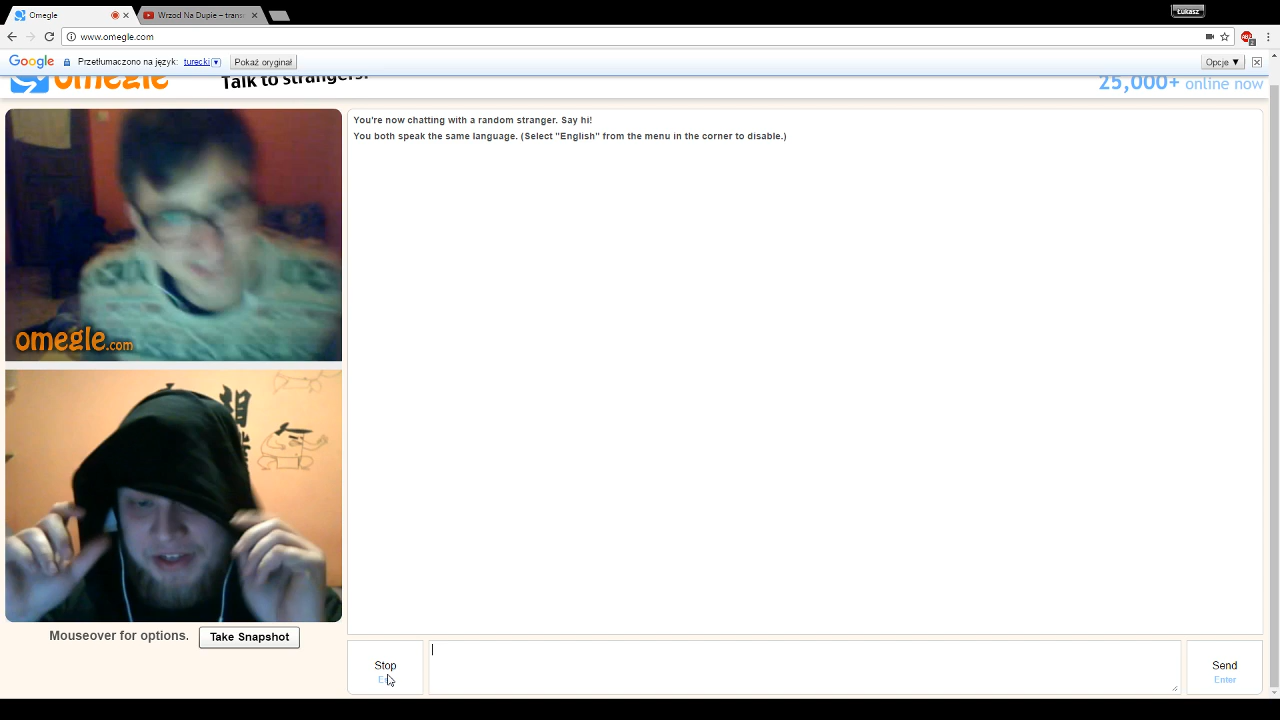 Omegle
Wrzod Na Dupie – trans
Łukasz
www.omegle.com
Google
Przetłumaczono na język: turecki
Pokaż oryginał
Opcje ▼
omegle
Talk to strangers!
25,000+ online now
You're now chatting with a random stranger. Say hi!
You both speak the same language. (Select "English" from the menu in the corner to disable.)
omegle.com
相
Mouseover for options.
Take Snapshot
Stop
Send
Enter